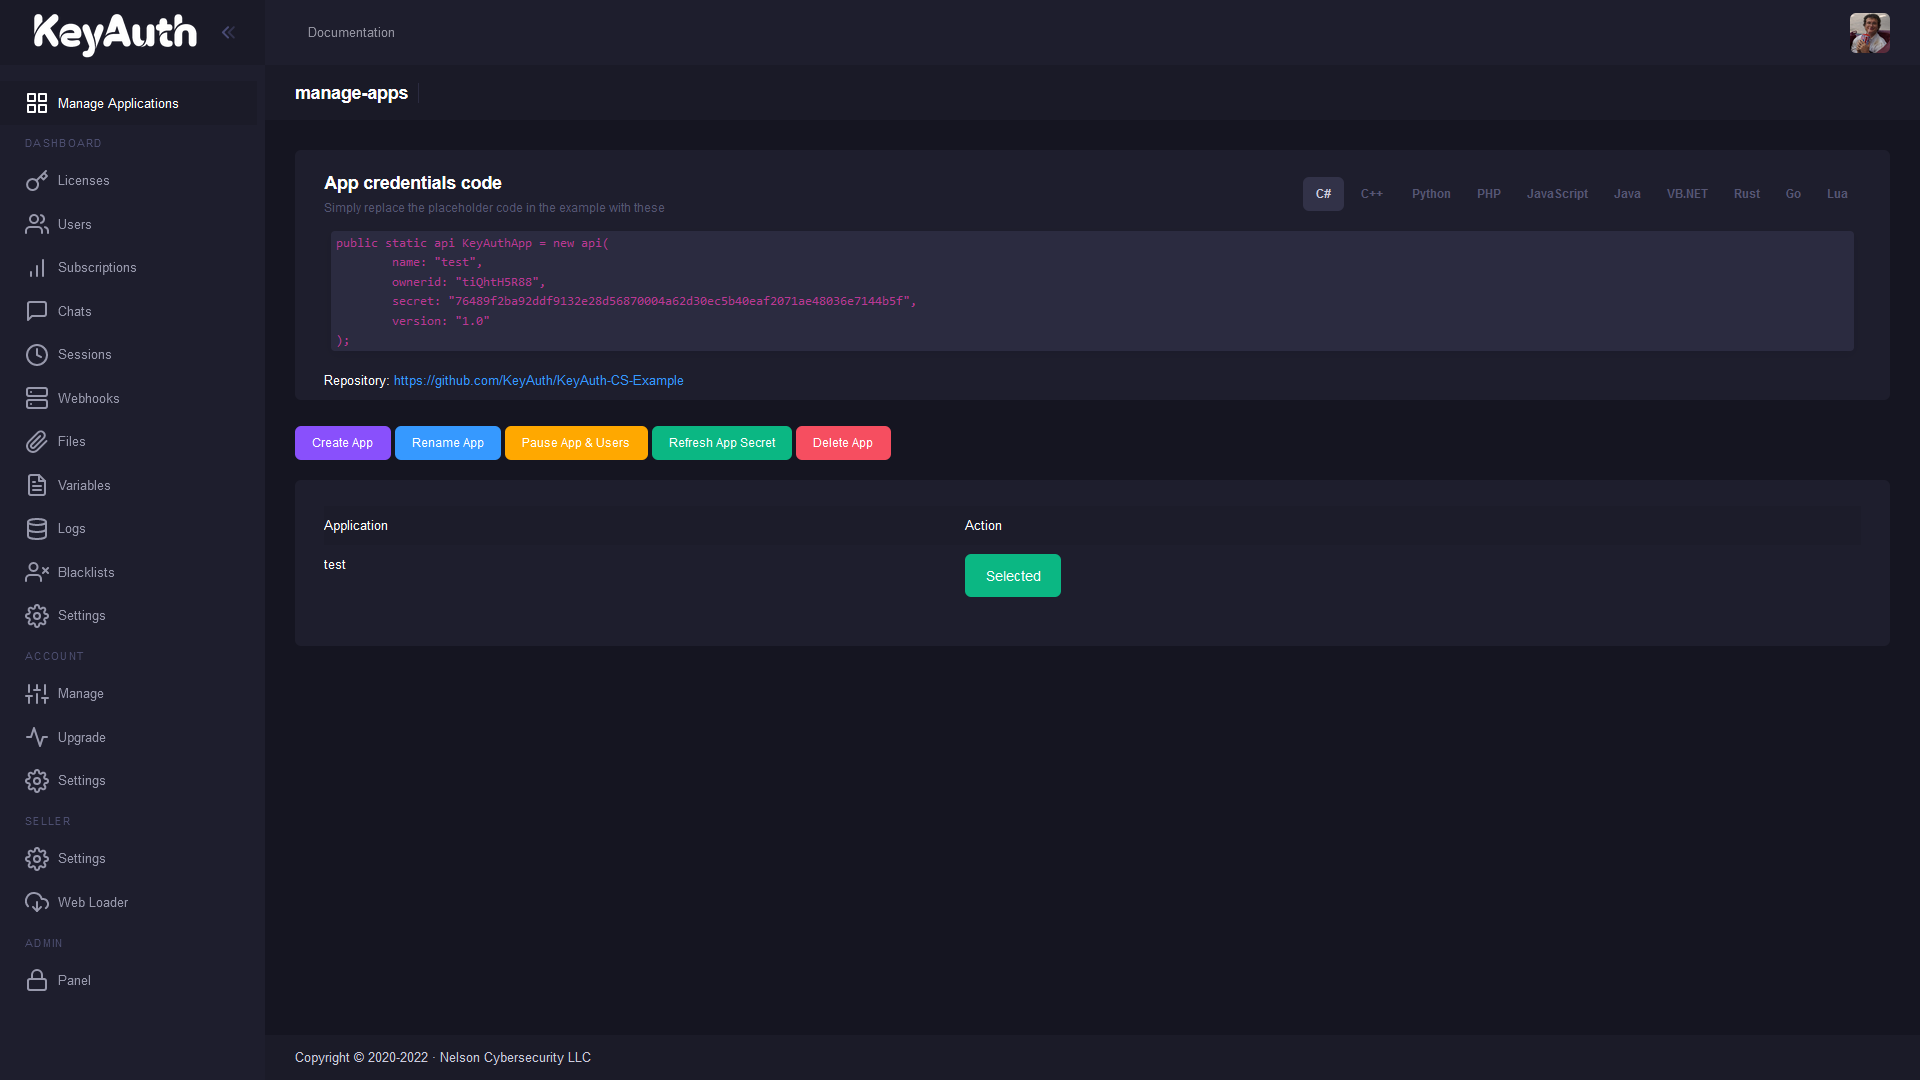 KeyAuth
Documentation
manage-apps
Manage Applications
DASHBOARD
Licenses
Users
Subscriptions
Chats
Sessions
Webhooks
Files
Variables
Logs
Blacklists
Settings
ACCOUNT
Manage
Upgrade
Settings
SELLER
Settings
Web Loader
ADMIN
Panel
App credentials code
Simply replace the placeholder code in the example with these
C# C++ Python PHP JavaScript Java VB.NET Rust Go Lua
public static api KeyAuthApp = new api(
name: "test",
ownerid: "tiQhtH5R88",
secret: "76489f2ba92ddf9132e28d56870004a62d30ec5b40eaf2071ae48036e7144b5f",
version: "1.0"
);
Repository: https://github.com/KeyAuth/KeyAuth-CS-Example
Create App Rename App Pause App & Users Refresh App Secret Delete App
Application Action
test Selected
Copyright © 2020-2022 · Nelson Cybersecurity LLC